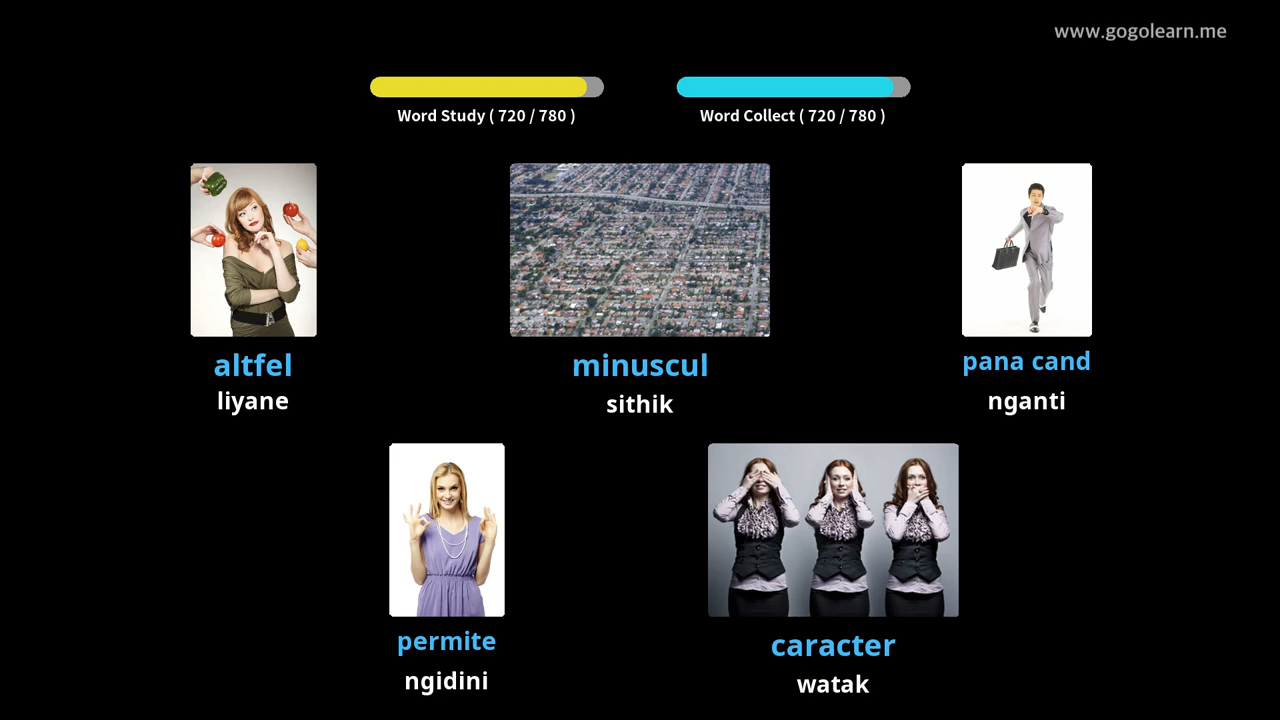 www.gogolearn.me
Word Study ( 720 / 780 )
Word Collect ( 720 / 780 )
altfel
liyane
minuscul
sithik
pana cand
nganti
permite
ngidini
caracter
watak